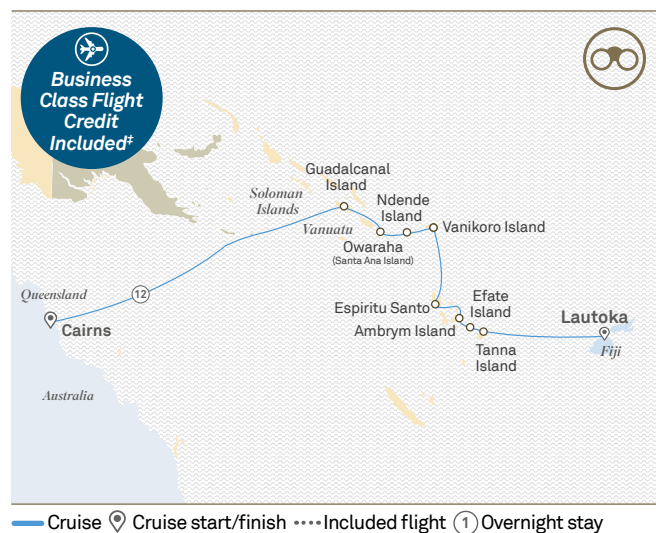 Business
Class Flight
Credit
Included‡
Guadalcanal
Island
Soloman
Islands
Ndende
Island
Vanuatu
Vanikoro Island
Owaraha
(Santa Ana Island)
Queensland
12
Cairns
Espiritu Santo
Efate
Island
Ambrym Island
Lautoka
Tanna
Island
Fiji
Australia
Cruise Cruise start/finish Included flight 1 Overnight stay